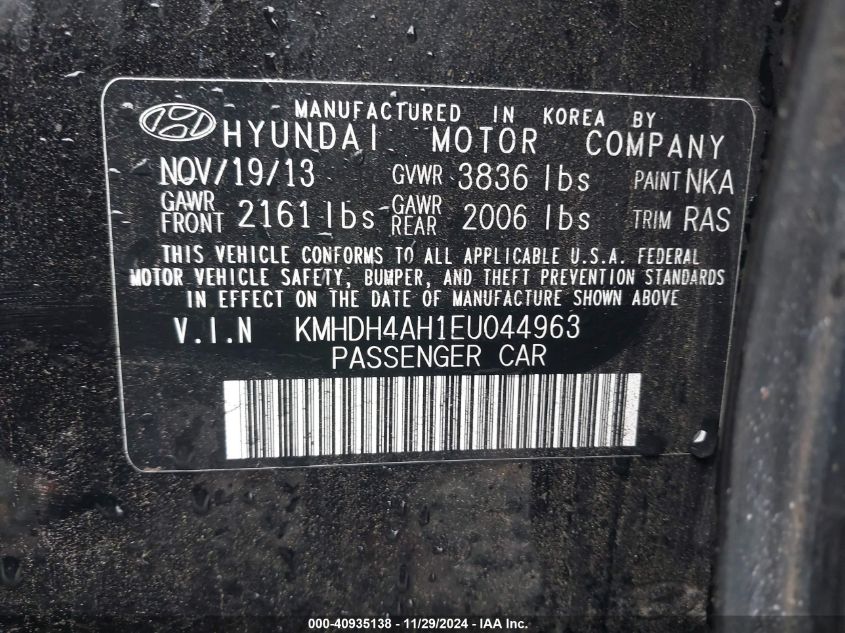 MANUFACTURED IN KOREA BY
HYUNDAI MOTOR COMPANY
NOV/19/13 GVWR 3836 lbs PAINT NKA
GAWR FRONT 2161 lbs GAWR REAR 2006 lbs TRIM RAS
THIS VEHICLE CONFORMS TO ALL APPLICABLE U.S.A. FEDERAL
MOTOR VEHICLE SAFETY, BUMPER, AND THEFT PREVENTION STANDARDS
IN EFFECT ON THE DATE OF MANUFACTURE SHOWN ABOVE
V.I.N KMHDH4AH1EU044963
PASSENGER CAR
000-40935138 - 11/29/2024 - IAA Inc.